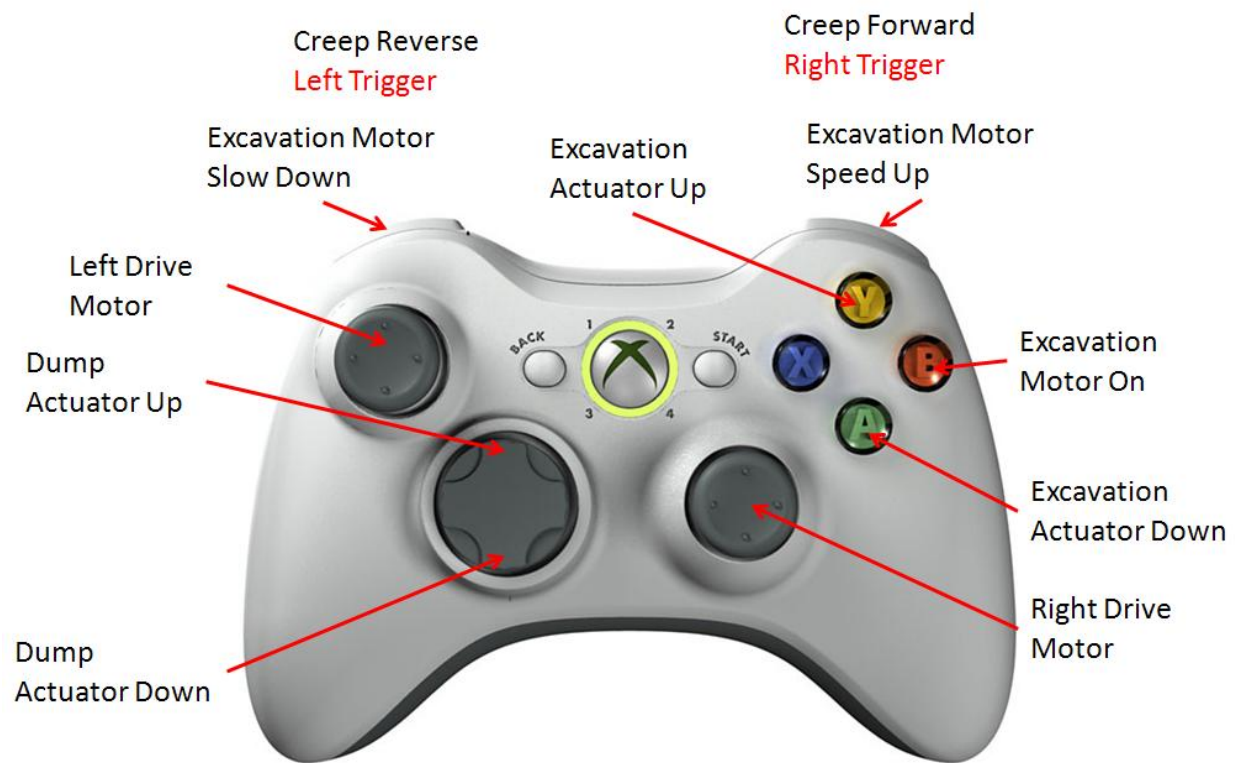 Creep Reverse
Left Trigger
Creep Forward
Right Trigger
Excavation Motor
Slow Down
Excavation
Actuator Up
Excavation Motor
Speed Up
Left Drive
Motor
Dump
Actuator Up
BACK
1
2
3
4
START
Y
X
B
A
Excavation
Motor On
Excavation
Actuator Down
Right Drive
Motor
Dump
Actuator Down